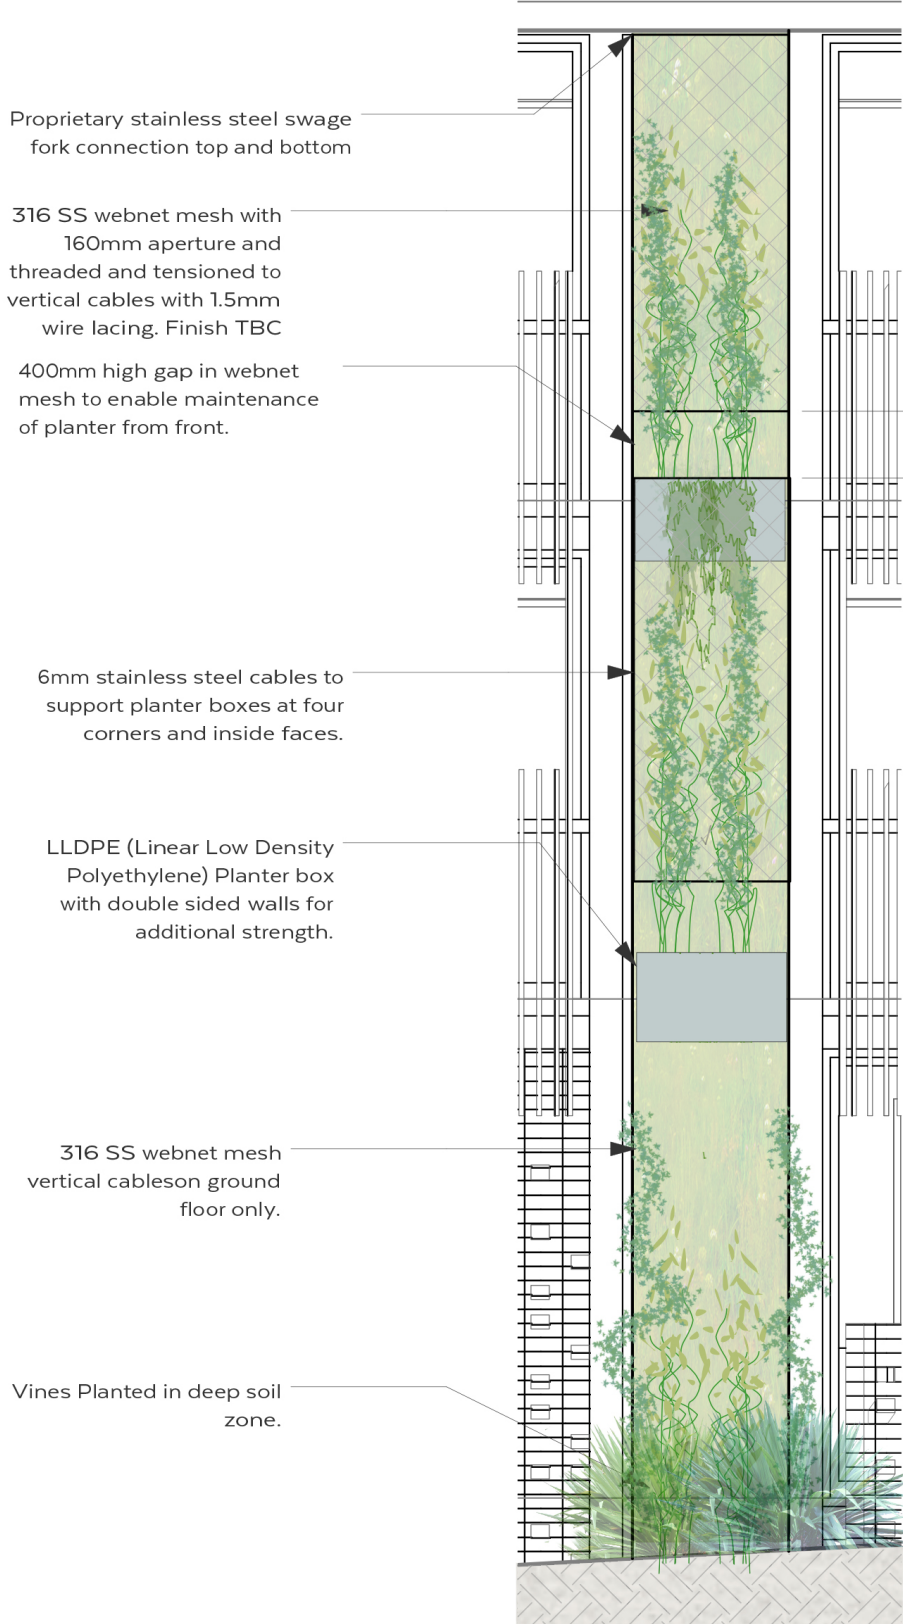 Proprietary stainless steel swage
fork connection top and bottom
316 SS webnet mesh with
160mm aperture and
threaded and tensioned to
vertical cables with 1.5mm
wire lacing. Finish TBC
400mm high gap in webnet
mesh to enable maintenance
of planter from front.
6mm stainless steel cables to
support planter boxes at four
corners and inside faces.
LLDPE (Linear Low Density
Polyethylene) Planter box
with double sided walls for
additional strength.
316 SS webnet mesh
vertical cableson ground
floor only.
Vines Planted in deep soil
zone.